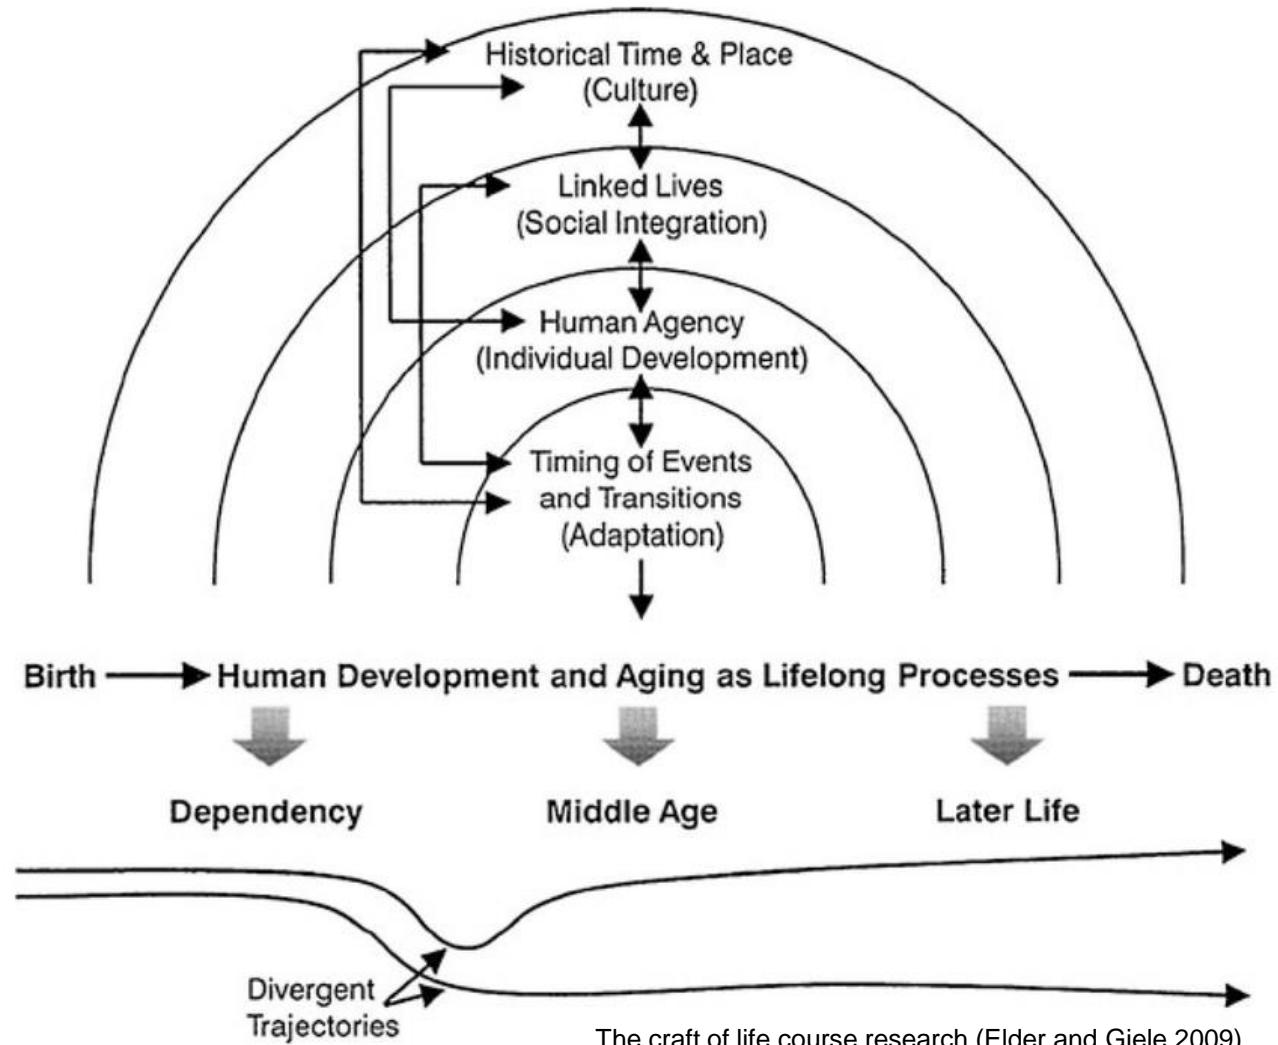 Historical Time & Place
(Culture)
Linked Lives
(Social Integration)
Human Agency
(Individual Development)
Timing of Events
and Transitions
(Adaptation)
Birth Human Development and Aging as Lifelong Processes Death
Dependency Middle Age Later Life
Divergent
Trajectories
The craft of life course research (Elder and Giele 2009)